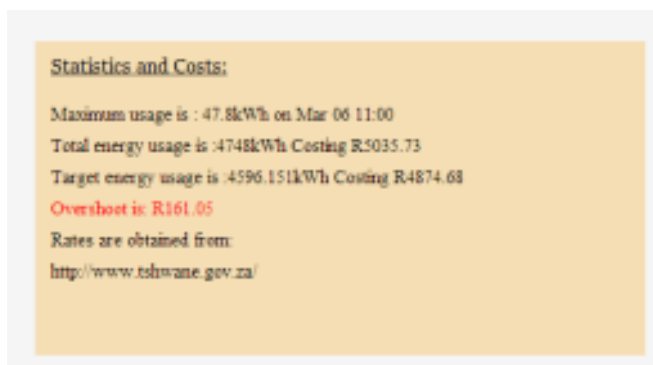 Statistics and Costs:
Maximum usage is : 47.8kWh on Mar 06 11:00
Total energy usage is :4748kWh Costing R5035.73
Target energy usage is :4596.151kWh Costing R4874.68
Overshoot is: R161.05
Rates are obtained from:
http://www.tshwane.gov.za/